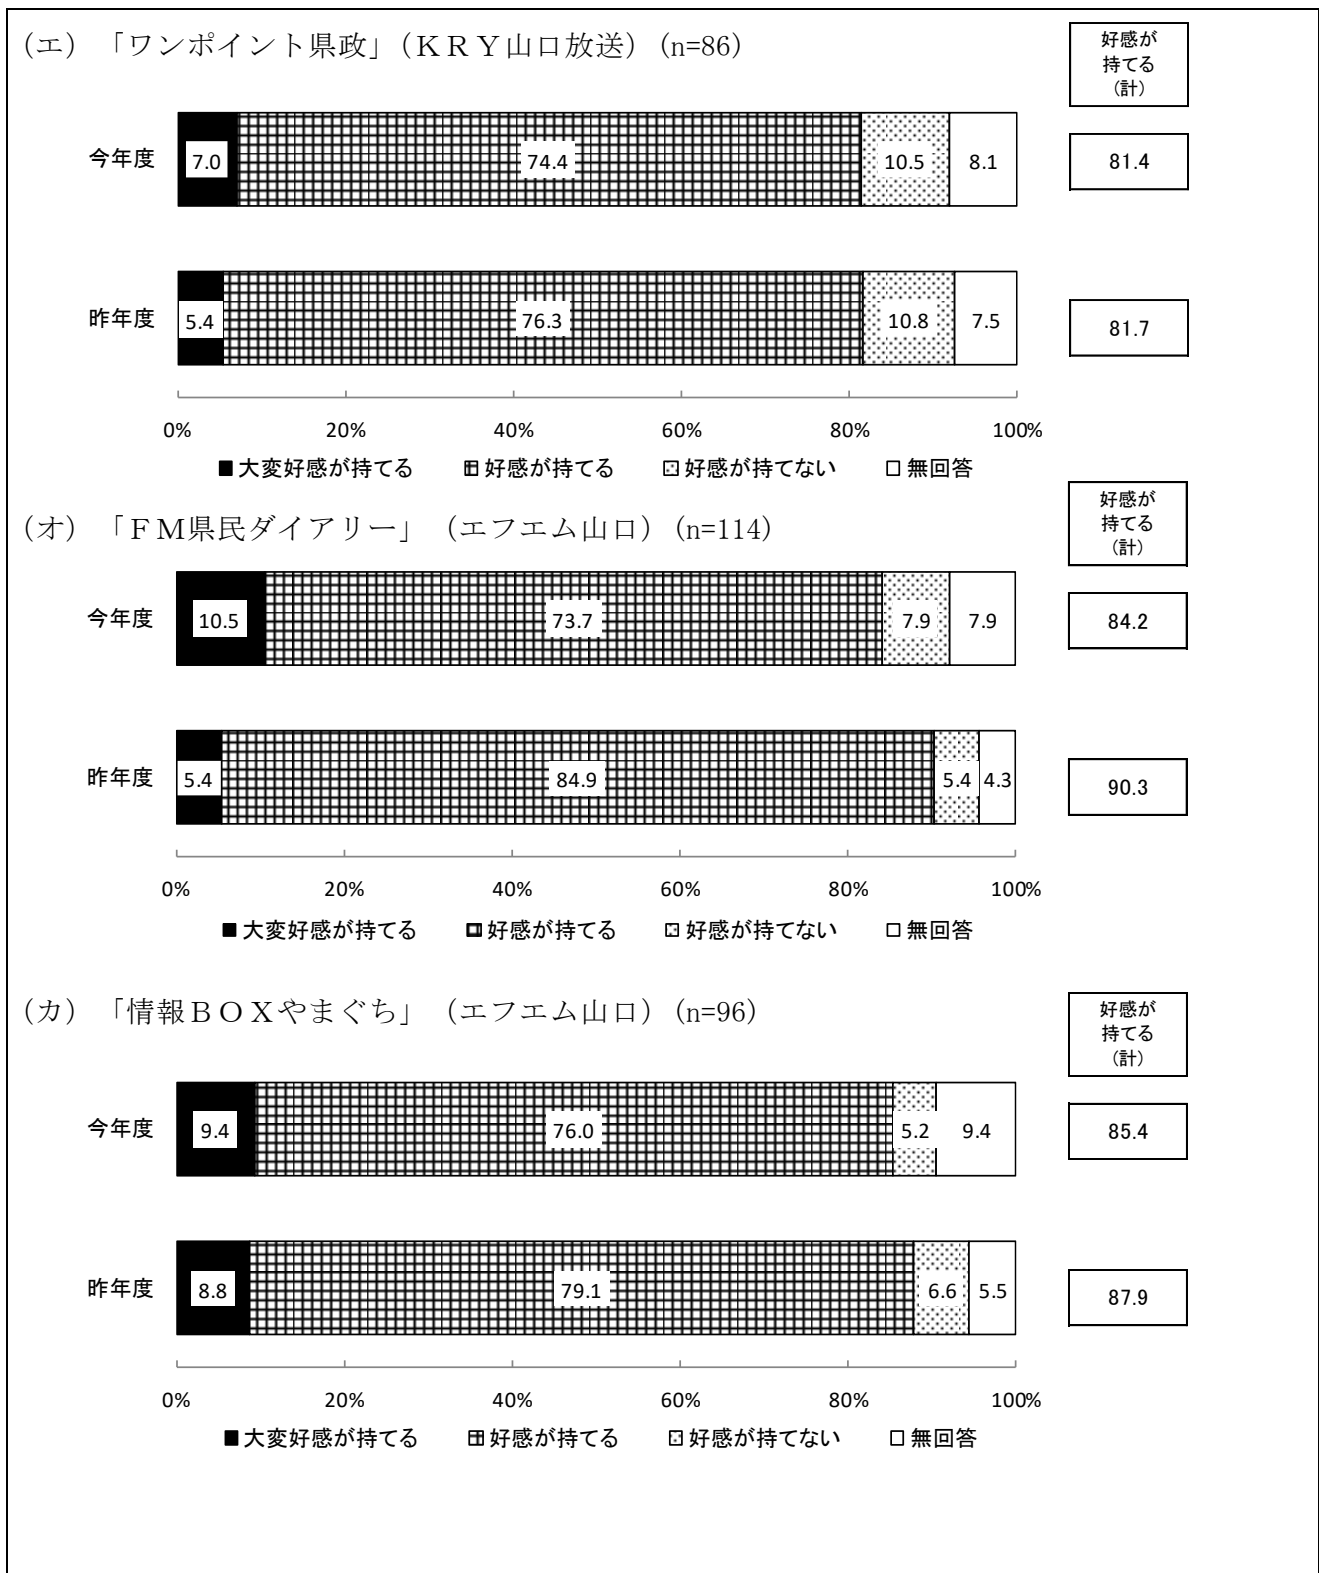 (エ) 「ワンポイント県政」(ＫＲＹ山口放送) (n=86)
好感が
持てる
(計)
今年度 7.0 74.4 10.5 8.1 81.4
昨年度 5.4 76.3 10.8 7.5 81.7
0% 20% 40% 60% 80% 100%
■大変好感が持てる 好感が持てる 好感が持てない □無回答
(オ) 「ＦＭ県民ダイアリー」 (エフエム山口) (n=114)
好感が
持てる
(計)
今年度 10.5 73.7 7.9 7.9 84.2
昨年度 5.4 84.9 5.4 4.3 90.3
0% 20% 40% 60% 80% 100%
■大変好感が持てる 好感が持てる 好感が持てない □無回答
(カ) 「情報ＢＯＸやまぐち」 (エフエム山口) (n=96)
好感が
持てる
(計)
今年度 9.4 76.0 5.2 9.4 85.4
昨年度 8.8 79.1 6.6 5.5 87.9
0% 20% 40% 60% 80% 100%
■大変好感が持てる 好感が持てる 好感が持てない □無回答